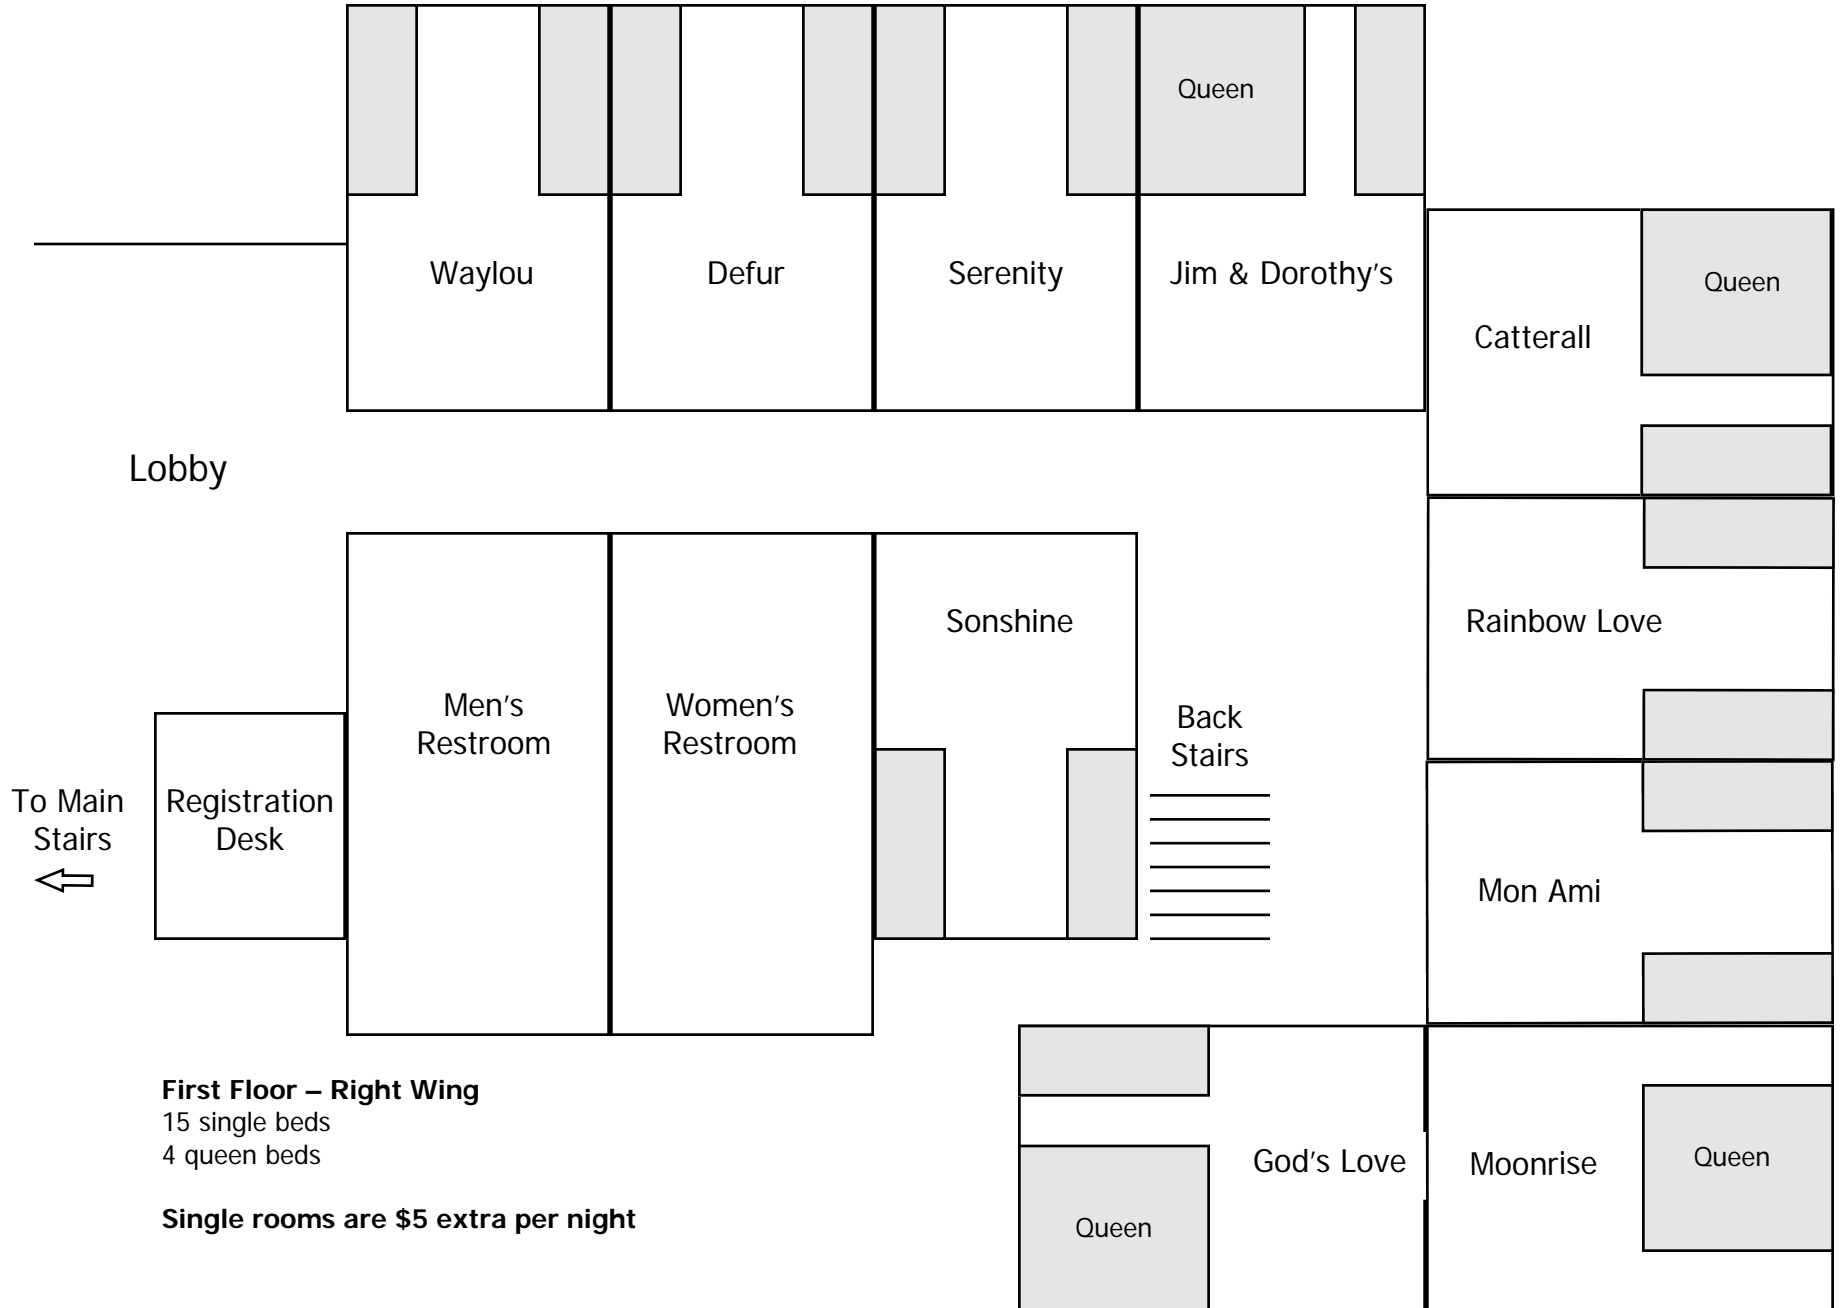 Queen
Waylou
Defur
Serenity
Jim & Dorothy's
Queen
Catterall
Lobby
Sonshine
Rainbow Love
Men's
Restroom
Women's
Restroom
Back
Stairs
To Main
Stairs
Registration
Desk
Mon Ami
First Floor – Right Wing
15 single beds
4 queen beds
Single rooms are $5 extra per night
God's Love
Queen
Moonrise
Queen